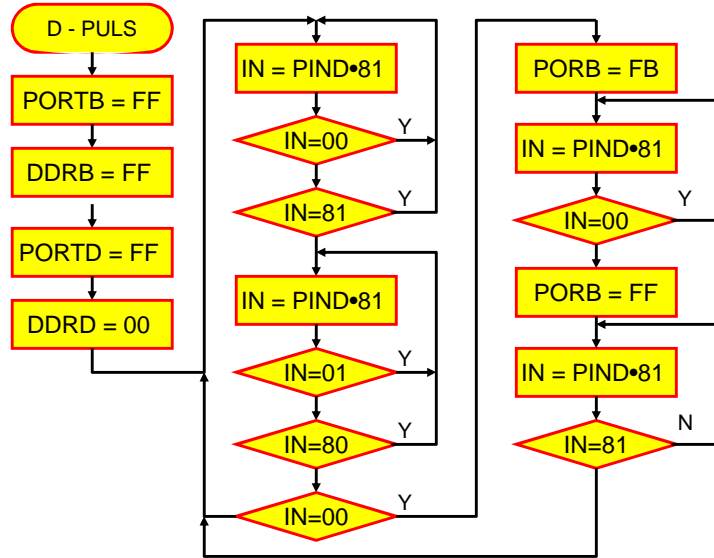 D - PULS
PORTB = FF
DDRB = FF
PORTD = FF
DDRD = 00
IN = PIND•81
IN=00
Y
IN=81
Y
IN = PIND•81
IN=01
Y
IN=80
Y
IN=00
Y
PORB = FB
IN = PIND•81
IN=00
Y
PORB = FF
IN = PIND•81
IN=81
N